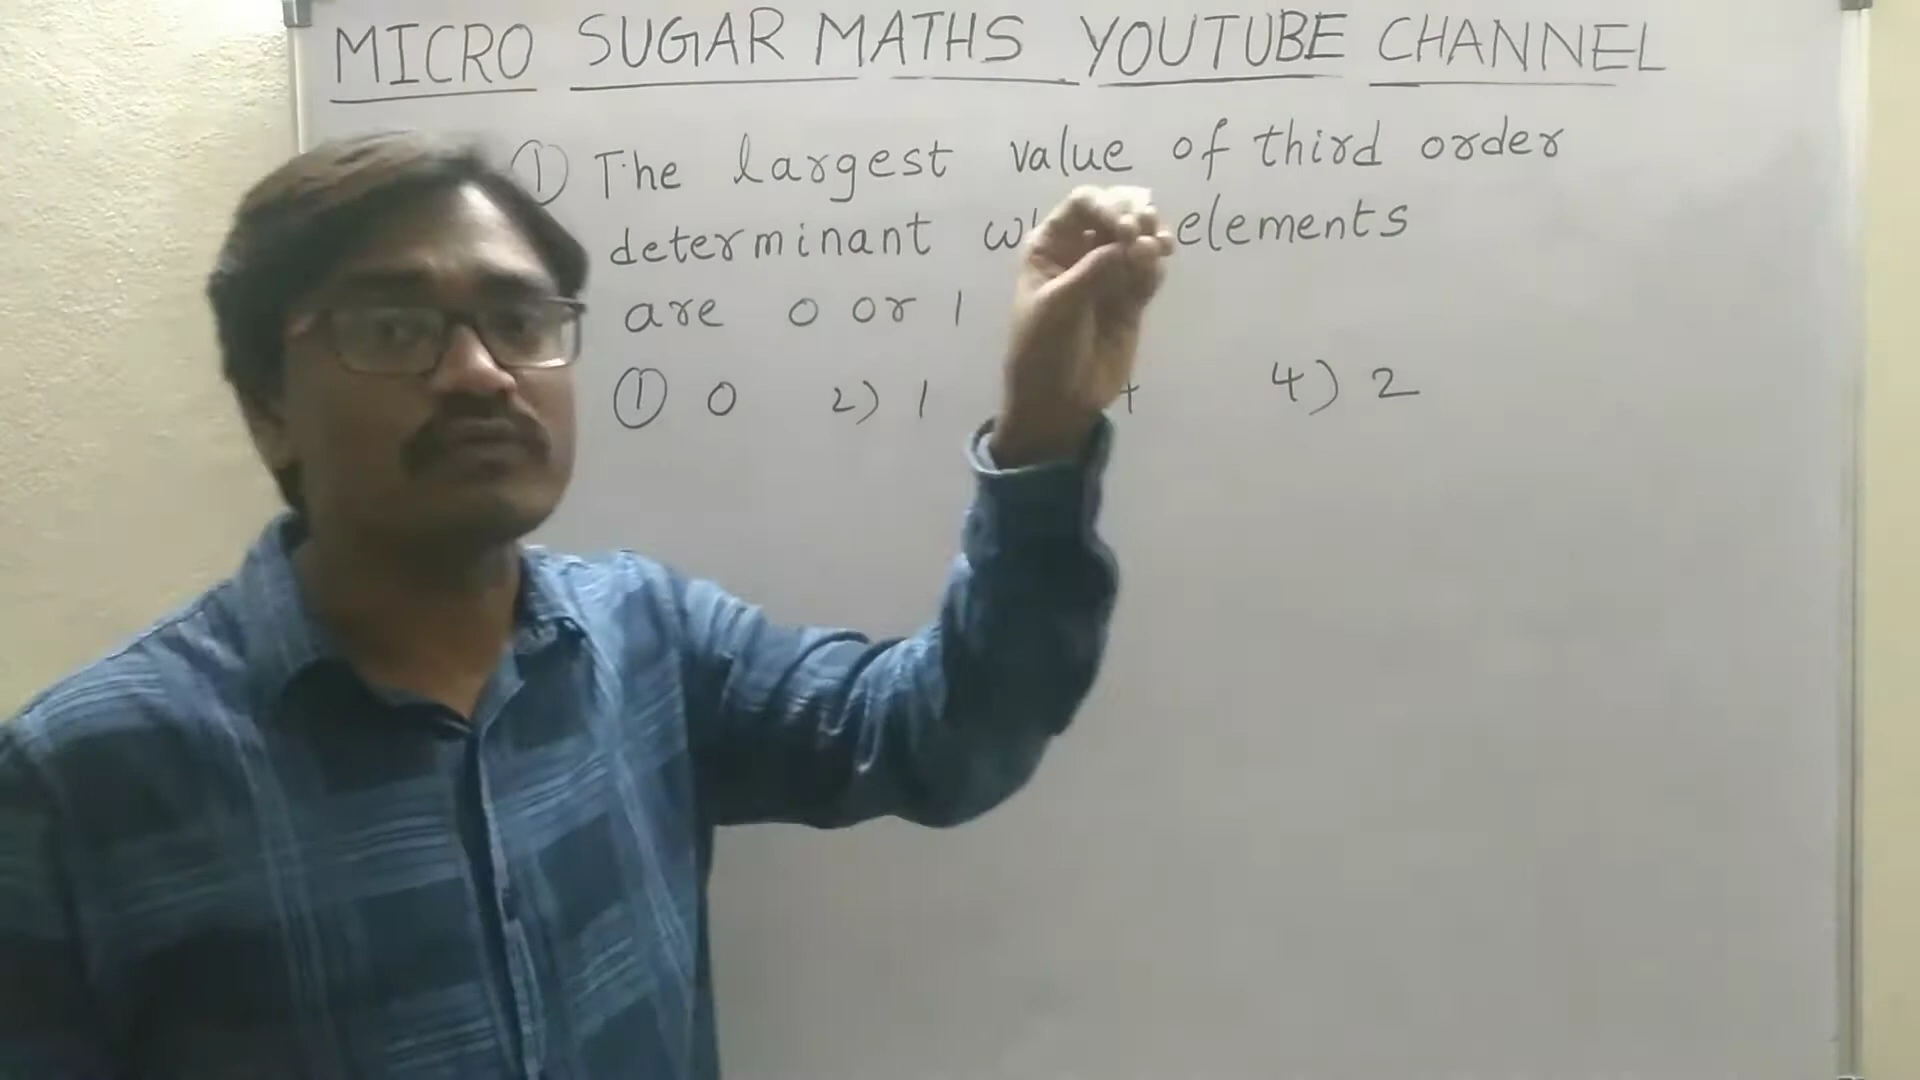 MICRO SUGAR MATHS YOUTUBE CHANNEL
① The largest value of third order
determinant elements
are 0 or 1
① 0 2) 1 4) 2